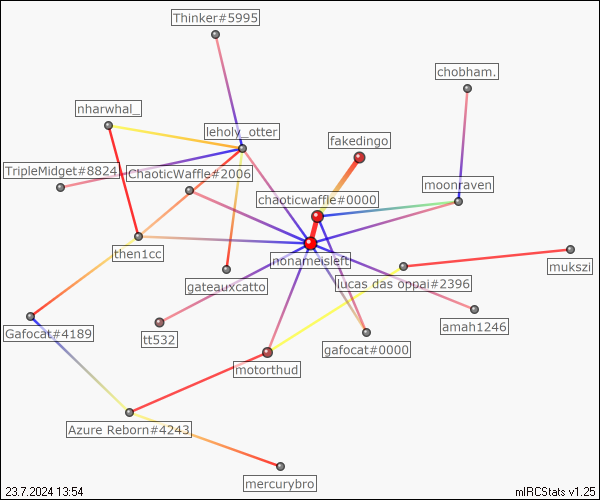 Thinker#5995
chobham.
nharwhal_
leholy_otter
fakedingo
TripleMidget#8824
ChaoticWaffle#2006
moonraven
chaoticwaffle#0000
then1cc
nonameisleft
mukszi
gateauxcatto
lucas das oppai#2396
Gafocat#4189
tt532
amah1246
gafocat#0000
motorthud
Azure Reborn#4243
mercurybro
23.7.2024 13:54
mIRCStats v1.25